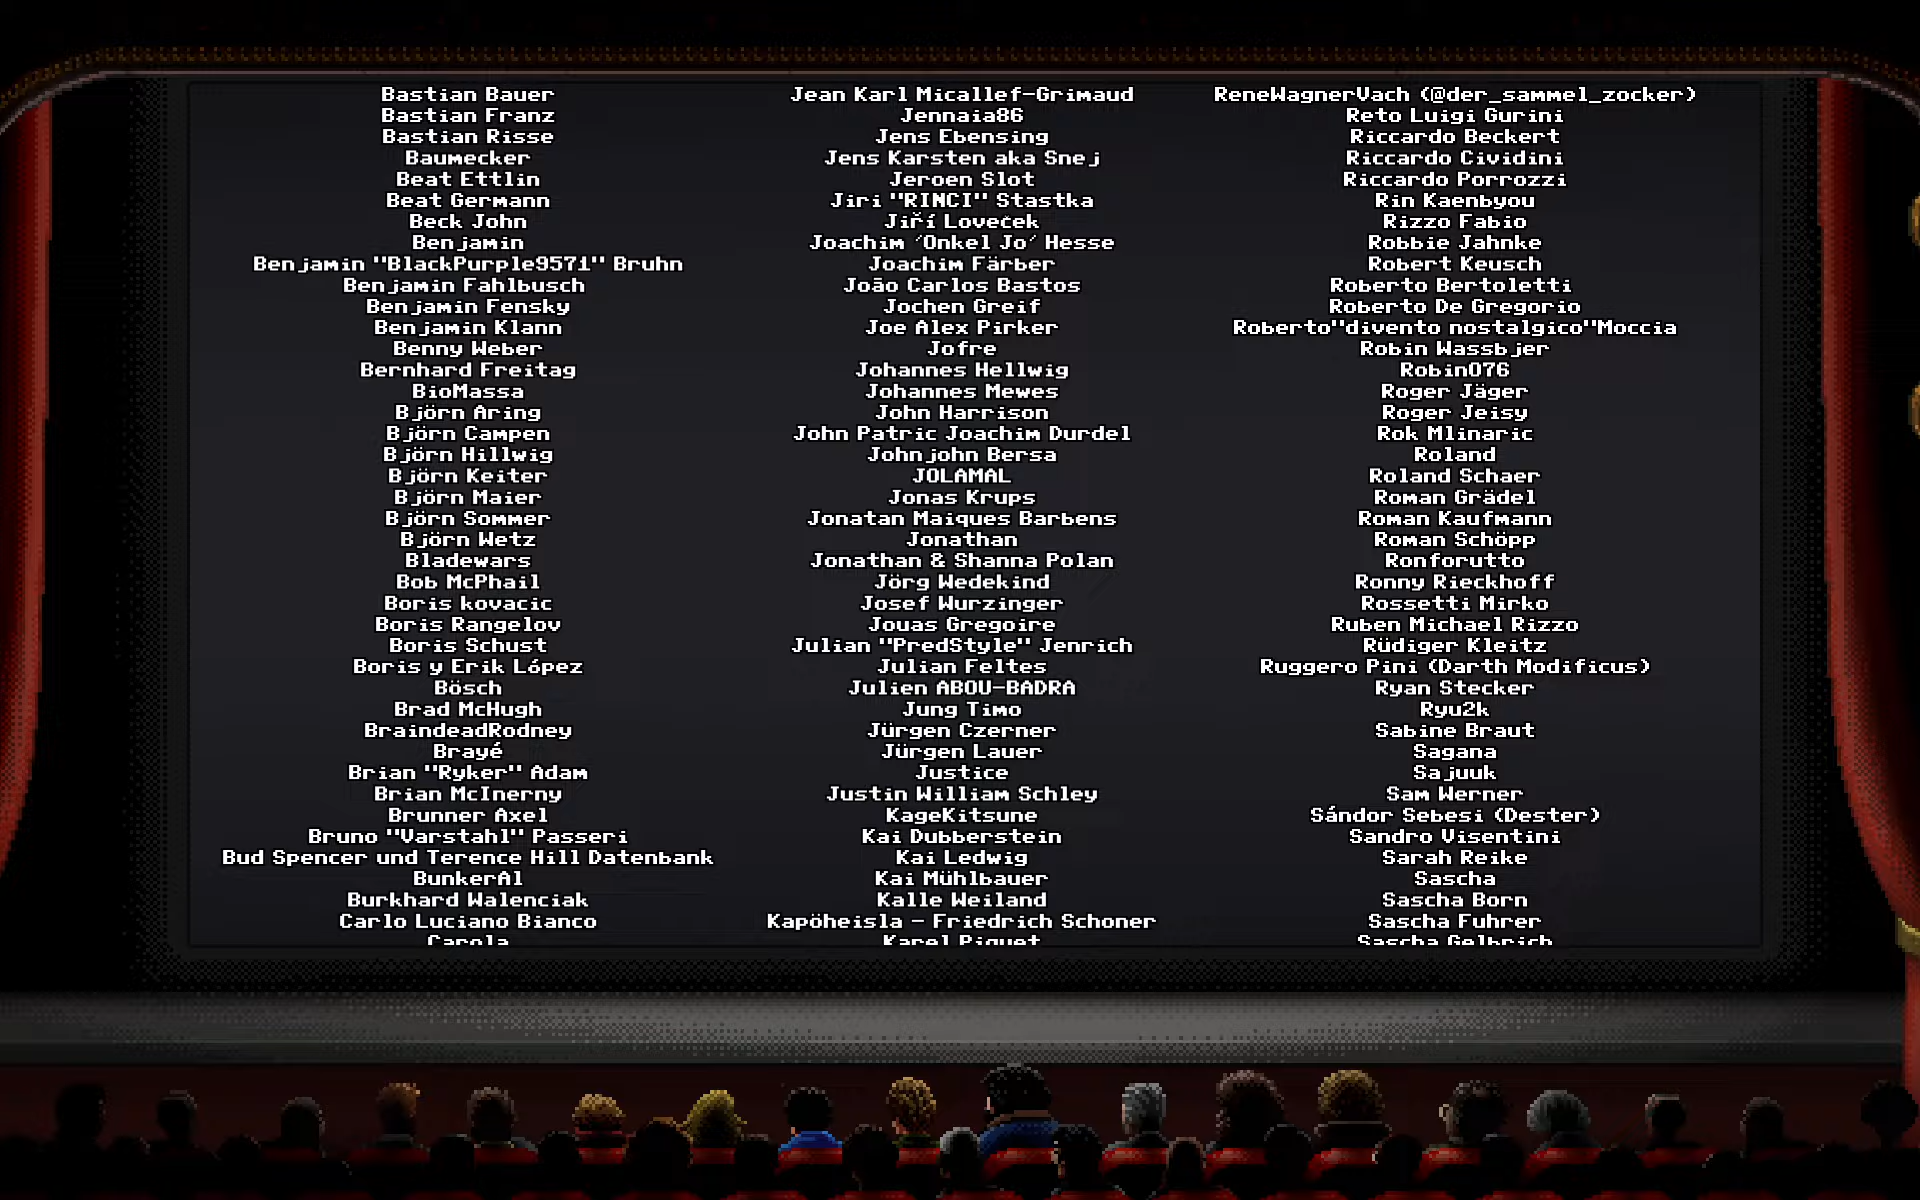 Bastian Bauer
Bastian Franz
Bastian Risse
Baumecker
Beat Ettlin
Beat Germann
Beck John
Benjamin
Benjamin "BlackPurple9571" Bruhn
Benjamin Fahlbusch
Benjamin Fensky
Benjamin Klann
Benny Weber
Bernhard Freitag
BioMassa
Björn Aring
Björn Campen
Björn Hillwig
Björn Keiter
Björn Maier
Björn Sommer
Björn Wetz
Bladewars
Bob McPhail
Boris kovacic
Boris Rangelov
Boris Schust
Boris y Erik López
Bösch
Brad McHugh
BraindeadRodney
Brayé
Brian "Ryker" Adam
Brian McInerny
Brunner Axel
Bruno "Varstahl" Passeri
Bud Spencer und Terence Hill Datenbank
BunkerAl
Burkhard Walenciak
Carlo Luciano Bianco
Carola
Jean Karl Micallef-Grimaud
Jennaia86
Jens Ebensing
Jens Karsten aka Snej
Jeroen Slot
Jiri "RINCI" Stastka
Jiří Loveček
Joachim ´Onkel Jo´ Hesse
Joachim Färber
João Carlos Bastos
Jochen Greif
Joe Alex Pirker
Jofre
Johannes Hellwig
Johannes Mewes
John Harrison
John Patric Joachim Durdel
Johnjohn Bersa
JOLAMAL
Jonas Krups
Jonatan Maiques Barbens
Jonathan
Jonathan & Shanna Polan
Jörg Wedekind
Josef Wurzinger
Jouas Gregoire
Julian "PredStyle" Jenrich
Julian Feltes
Julien ABOU-BADRA
Jung Timo
Jürgen Czerner
Jürgen Lauer
Justice
Justin William Schley
KageKitsune
Kai Dubberstein
Kai Ledwig
Kai Mühlbauer
Kalle Weiland
Kapöheisla - Friedrich Schoner
Karel Piquet
ReneWagnerVach (@der_sammel_zocker)
Reto Luigi Gurini
Riccardo Beckert
Riccardo Cividini
Riccardo Porrozzi
Rin Kaenbyou
Rizzo Fabio
Robbie Jahnke
Robert Keusch
Roberto Bertoletti
Roberto De Gregorio
Roberto"divento nostalgico"Moccia
Robin Wassbjer
Robin076
Roger Jäger
Roger Jeisy
Rok Mlinaric
Roland
Roland Schaer
Roman Grädel
Roman Kaufmann
Roman Schöpp
Ronforutto
Ronny Rieckhoff
Rossetti Mirko
Ruben Michael Rizzo
Rüdiger Kleitz
Ruggero Pini (Darth Modificus)
Ryan Stecker
Ryu2k
Sabine Braut
Sagana
Sajuuk
Sam Werner
Sándor Sebesi (Dester)
Sandro Visentini
Sarah Reike
Sascha
Sascha Born
Sascha Fuhrer
Sascha Gelbrich